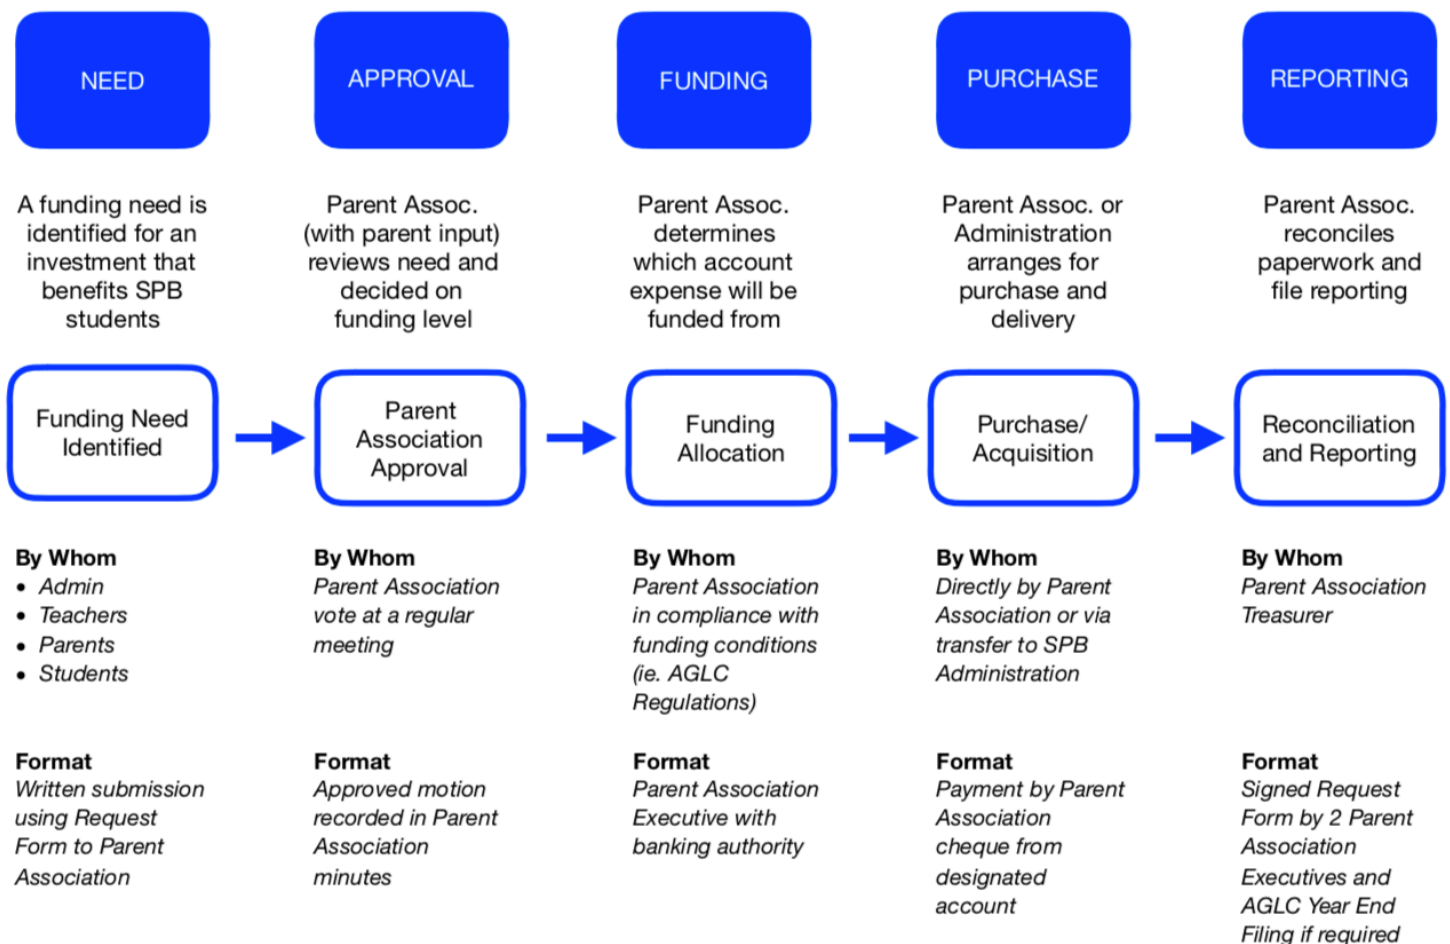 NEED
APPROVAL
FUNDING
PURCHASE
REPORTING
A funding need is
identified for an
investment that
benefits SPB
students
Parent Assoc.
(with parent input)
reviews need and
decided on
funding level
Parent Assoc.
determines
which account
expense will be
funded from
Parent Assoc. or
Administration
arranges for
purchase and
delivery
Parent Assoc.
reconciles
paperwork and
file reporting
Funding Need
Identified
Parent
Association
Approval
Funding
Allocation
Purchase/
Acquisition
Reconciliation
and Reporting
By Whom
• Admin
• Teachers
• Parents
• Students
By Whom
Parent Association
vote at a regular
meeting
By Whom
Parent Association
in compliance with
funding conditions
(ie. AGLC
Regulations)
By Whom
Directly by Parent
Association or via
transfer to SPB
Administration
By Whom
Parent Association
Treasurer
Format
Written submission
using Request
Form to Parent
Association
Format
Approved motion
recorded in Parent
Association
minutes
Format
Parent Association
Executive with
banking authority
Format
Payment by Parent
Association
cheque from
designated
account
Format
Signed Request
Form by 2 Parent
Association
Executives and
AGLC Year End
Filing if required